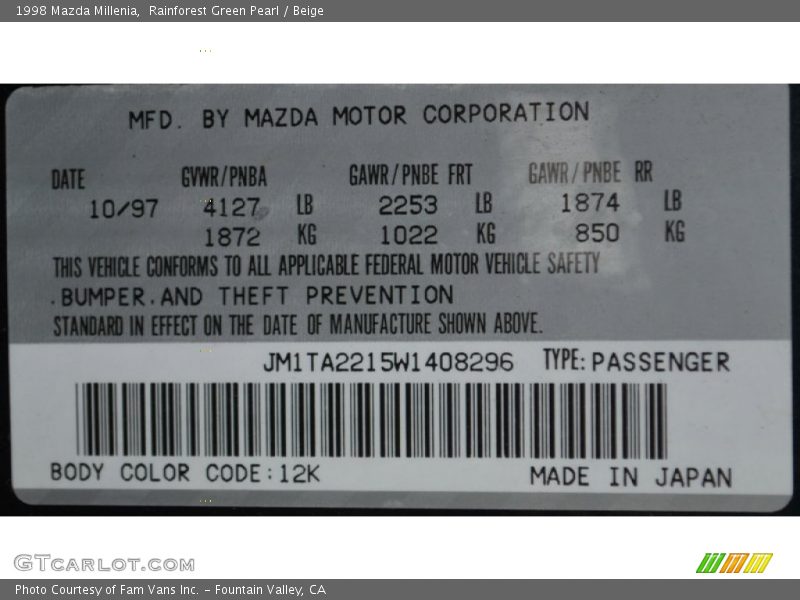 1998 Mazda Millenia,  Rainforest Green Pearl / Beige
MFD. BY MAZDA MOTOR CORPORATION
DATE GVWR/PNBA GAWR/PNBE FRT GAWR/PNBE RR
10/97 4127 LB 2253 LB 1874 LB
1872 KG 1022 KG 850 KG
THIS VEHICLE CONFORMS TO ALL APPLICABLE FEDERAL MOTOR VEHICLE SAFETY
.BUMPER.AND THEFT PREVENTION
STANDARD IN EFFECT ON THE DATE OF MANUFACTURE SHOWN ABOVE.
JM1TA2215W1408296 TYPE: PASSENGER
BODY COLOR CODE:12K MADE IN JAPAN
GTCARLOT.COM
Photo Courtesy of Fam Vans Inc. - Fountain Valley, CA